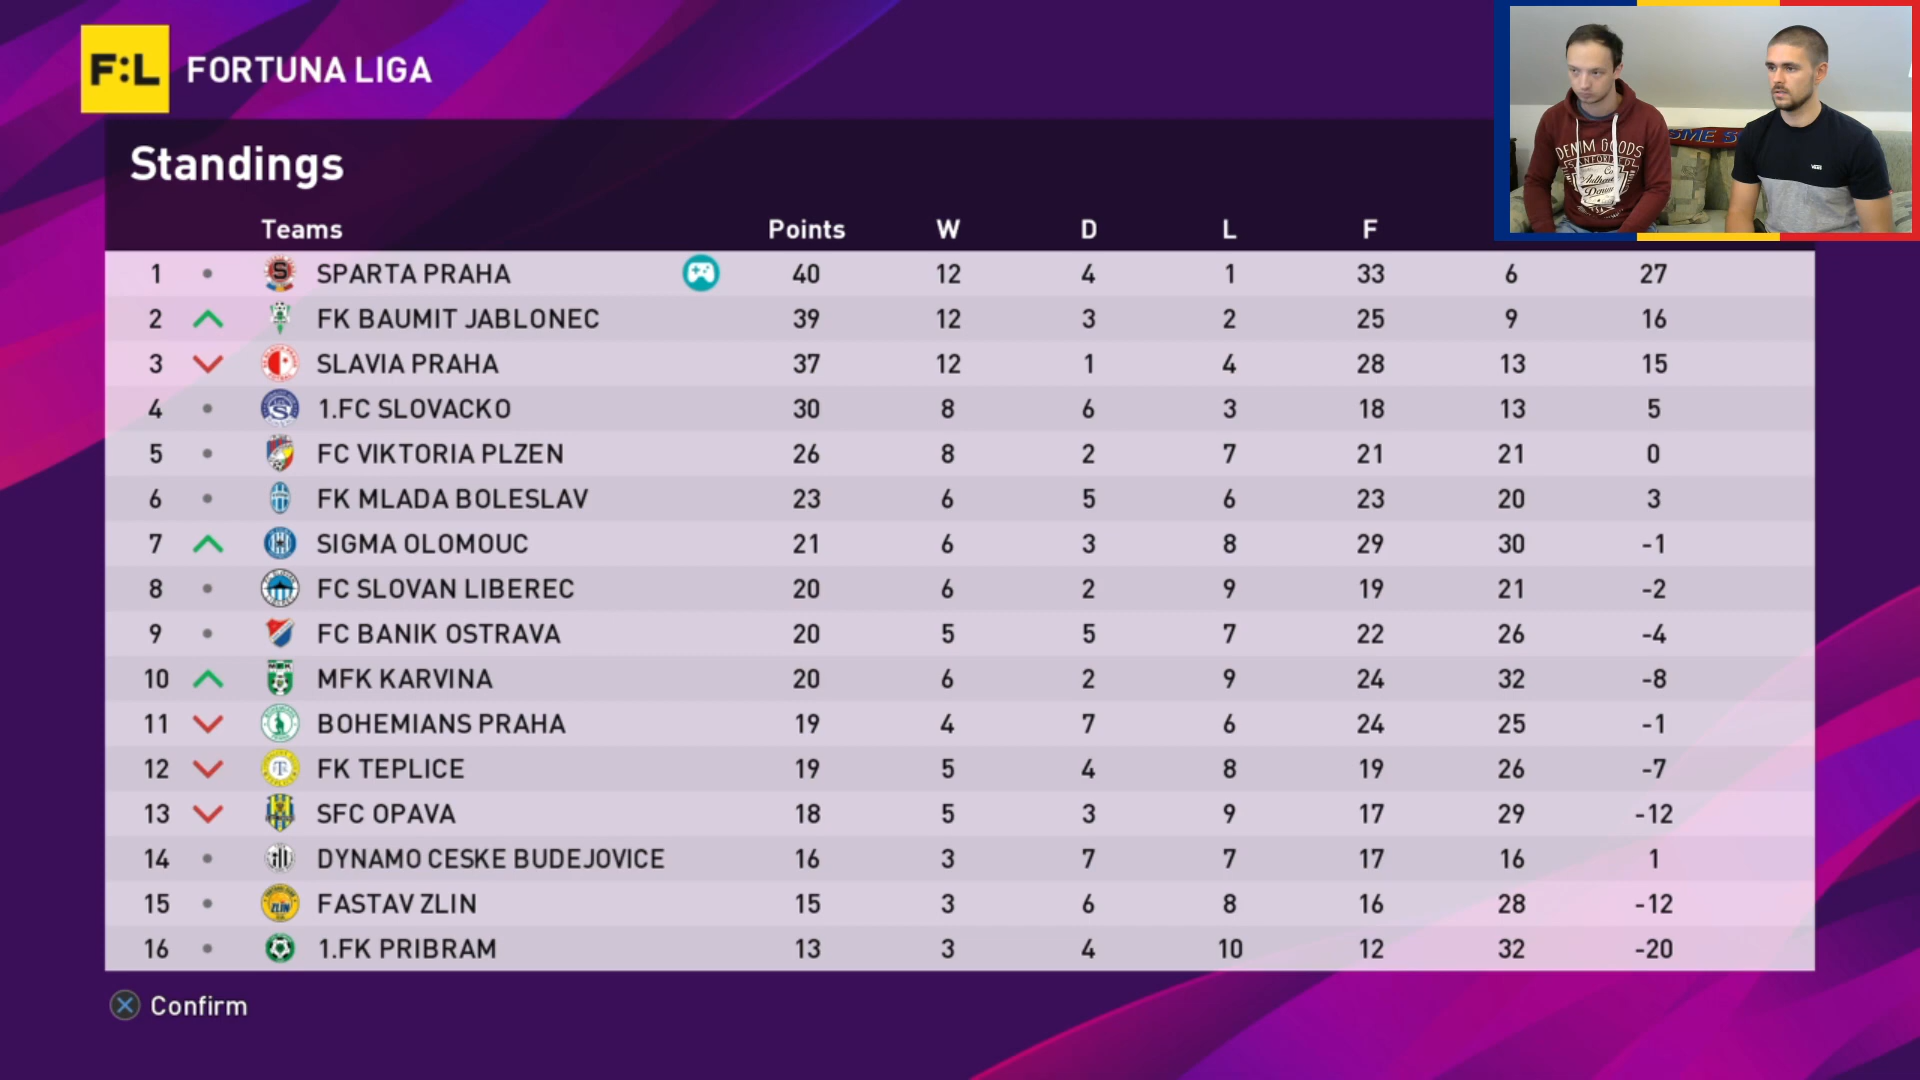 F:L FORTUNA LIGA
Standings
Teams Points W D L F
1 SPARTA PRAHA 40 12 4 1 33 6 27
2 FK BAUMIT JABLONEC 39 12 3 2 25 9 16
3 SLAVIA PRAHA 37 12 1 4 28 13 15
4 1.FC SLOVACKO 30 8 6 3 18 13 5
5 FC VIKTORIA PLZEN 26 8 2 7 21 21 0
6 FK MLADA BOLESLAV 23 6 5 6 23 20 3
7 SIGMA OLOMOUC 21 6 3 8 29 30 -1
8 FC SLOVAN LIBEREC 20 6 2 9 19 21 -2
9 FC BANIK OSTRAVA 20 5 5 7 22 26 -4
10 MFK KARVINA 20 6 2 9 24 32 -8
11 BOHEMIANS PRAHA 19 4 7 6 24 25 -1
12 FK TEPLICE 19 5 4 8 19 26 -7
13 SFC OPAVA 18 5 3 9 17 29 -12
14 DYNAMO CESKE BUDEJOVICE 16 3 7 7 17 16 1
15 FASTAV ZLIN 15 3 6 8 16 28 -12
16 1.FK PRIBRAM 13 3 4 10 12 32 -20
Confirm
DENIM GOODS
Co
Authentic
Denim
SME S
VANS